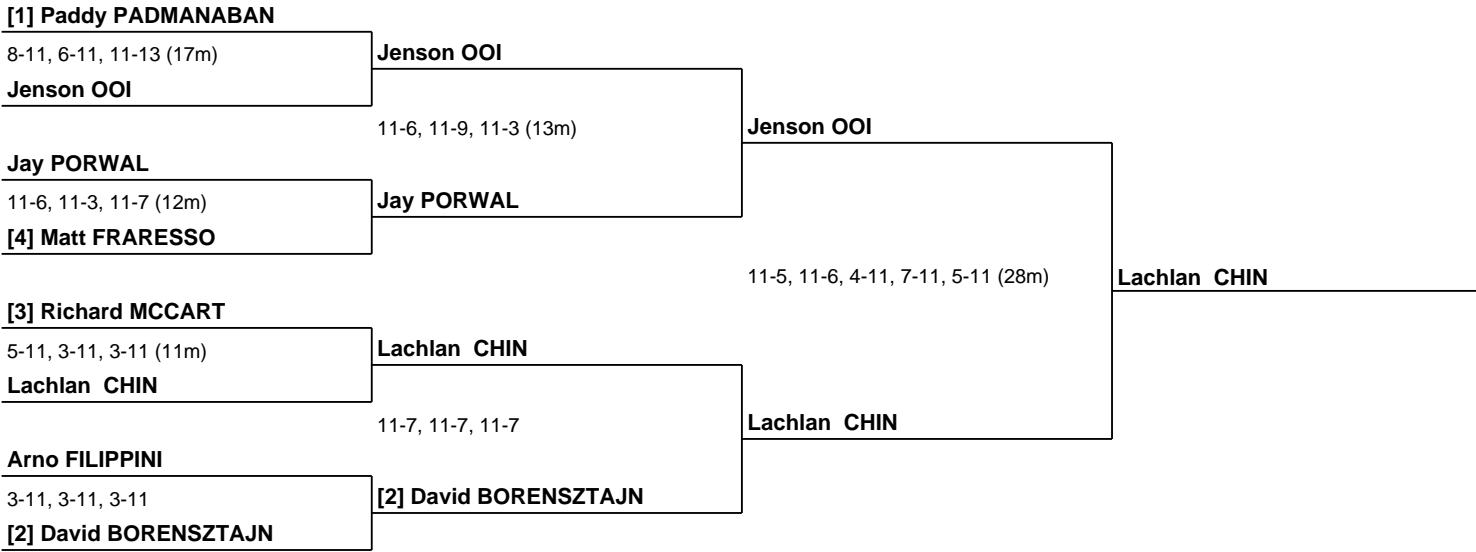 [1] Paddy PADMANABAN
8-11, 6-11, 11-13 (17m)
Jenson OOI
Jenson OOI
11-6, 11-9, 11-3 (13m)
Jenson OOI
Jay PORWAL
11-6, 11-3, 11-7 (12m)
Jay PORWAL
[4] Matt FRARESSO
11-5, 11-6, 4-11, 7-11, 5-11 (28m)
Lachlan CHIN
[3] Richard MCCART
5-11, 3-11, 3-11 (11m)
Lachlan CHIN
Lachlan CHIN
11-7, 11-7, 11-7
Lachlan CHIN
Arno FILIPPINI
3-11, 3-11, 3-11
[2] David BORENSZTAJN
[2] David BORENSZTAJN